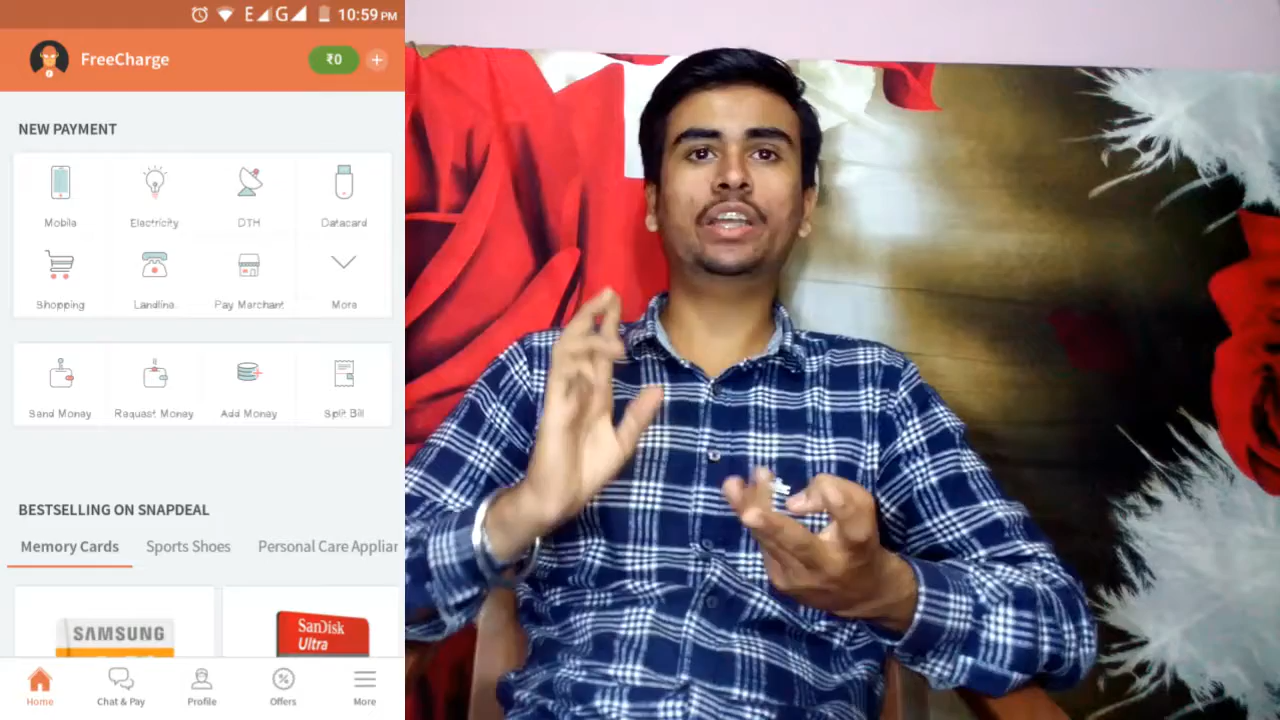 E G 10:59 PM
FreeCharge ₹0 +
NEW PAYMENT
Mobile Electricity DTH Datacard
Shopping Landline Pay Merchant More
Send Money Request Money Add Money Split Bill
BESTSELLING ON SNAPDEAL
Memory Cards Sports Shoes Personal Care Applian
SAMSUNG SanDisk
Ultra
Home Chat & Pay Profile Offers More